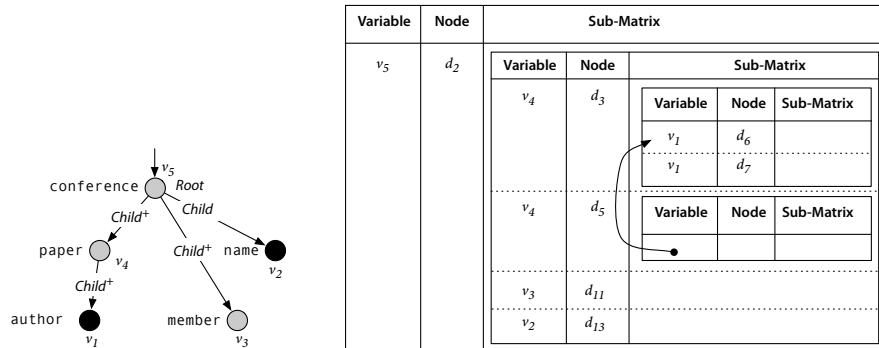 v5
conference Root
Child+ Child
paper Child+ name
v4 v2
Child+
author member
v1 v3
Variable Node Sub-Matrix
v5 d2
Variable Node Sub-Matrix
v4 d3
Variable Node Sub-Matrix
v1 d6
v1 d7
v4 d5
Variable Node Sub-Matrix
v3 d11
v2 d13